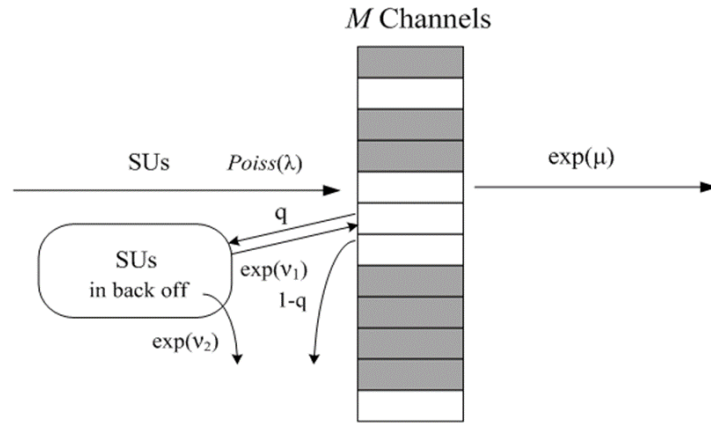 M Channels
SUs Poiss(λ)
exp(μ)
q
SUs
in back off
exp(ν₁)
1-q
exp(ν₂)